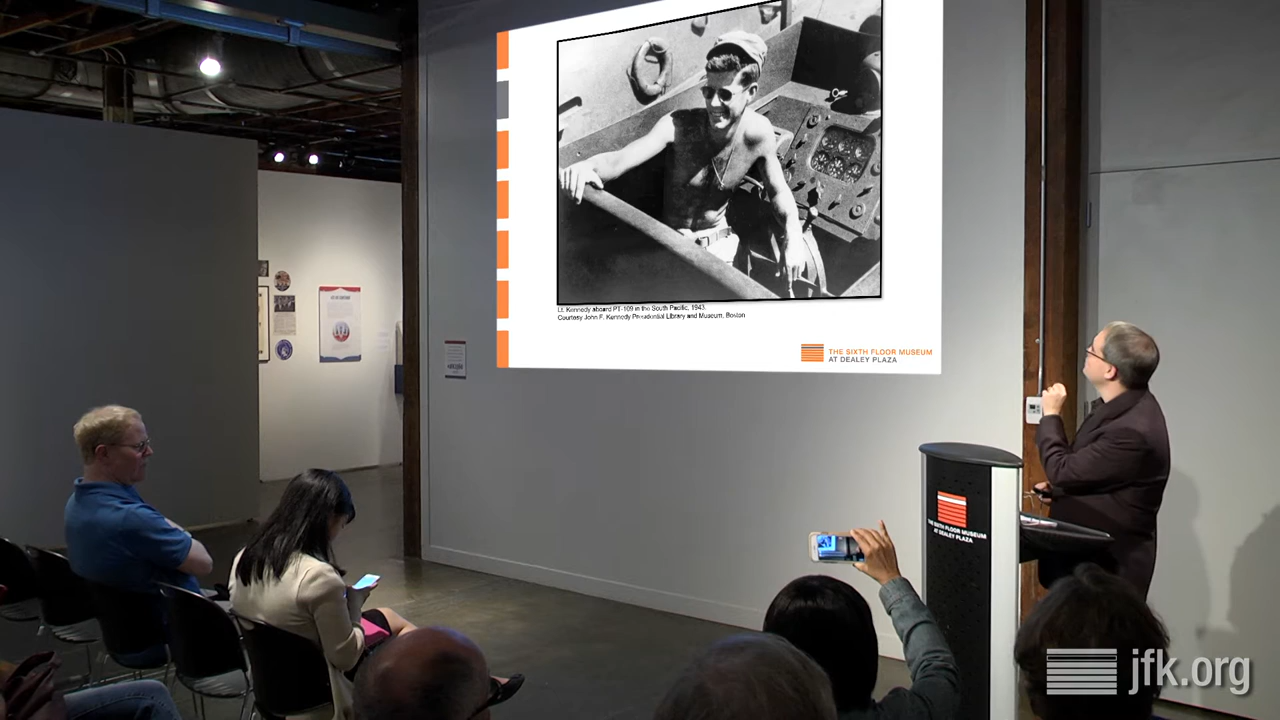 Lt. Kennedy aboard PT-109 in the South Pacific, 1943.
Courtesy John F. Kennedy Presidential Library and Museum, Boston
THE SIXTH FLOOR MUSEUM
AT DEALEY PLAZA
THE SIXTH FLOOR MUSEUM
AT DEALEY PLAZA
jfk.org